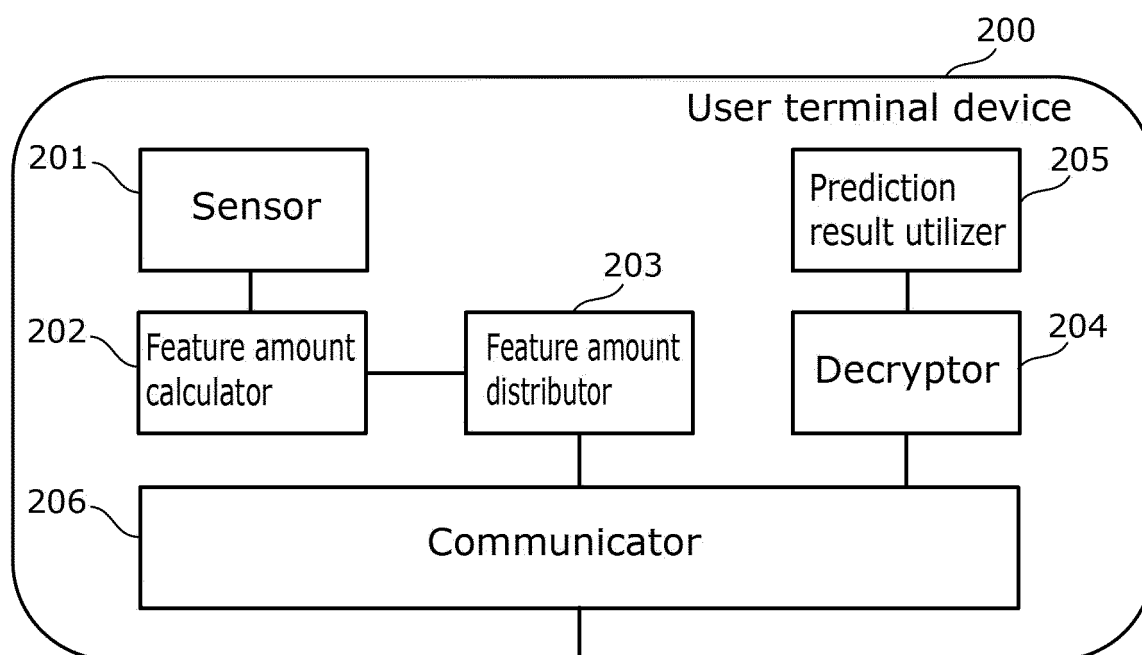 200
User terminal device
201
Sensor
205
Prediction
result utilizer
203
202
Feature amount
calculator
Feature amount
distributor
204
Decryptor
206
Communicator